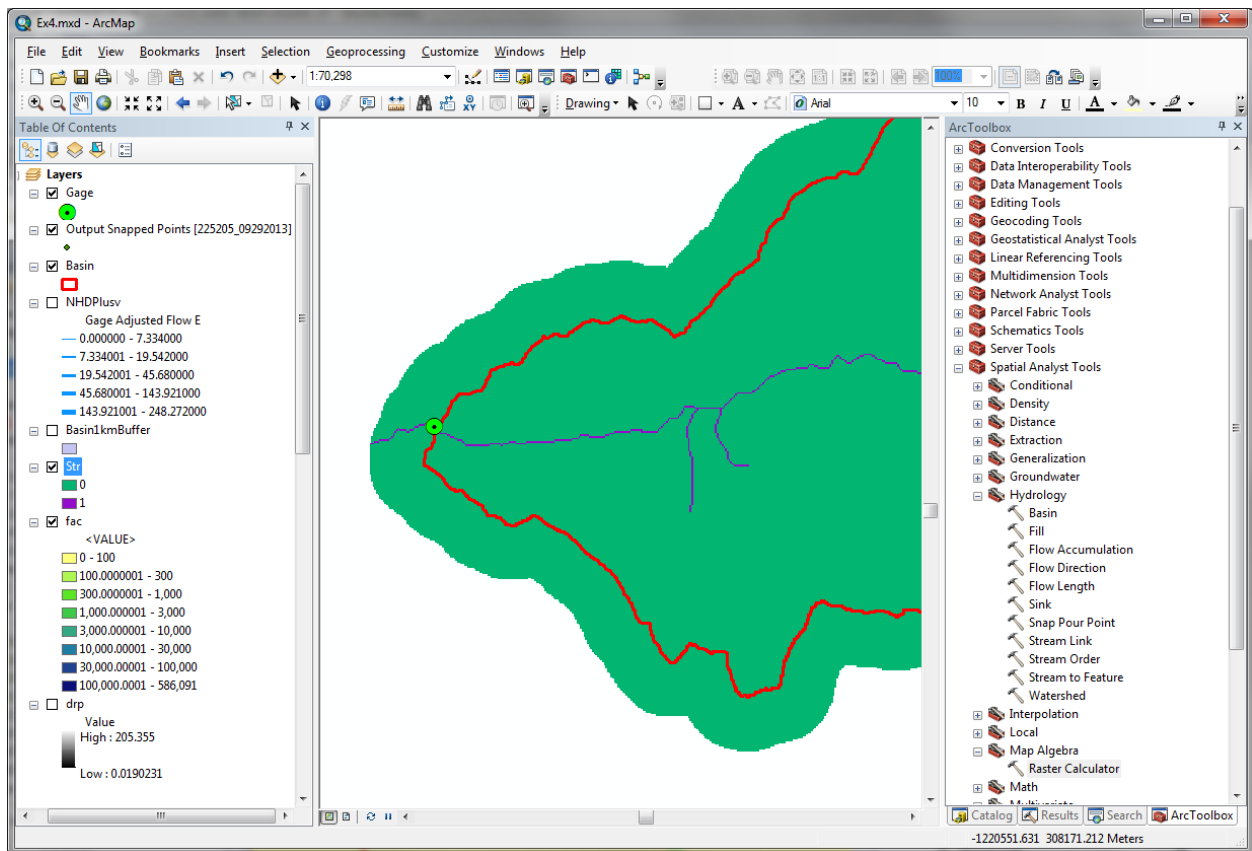 Ex4.mxd - ArcMap
File Edit View Bookmarks Insert Selection Geoprocessing Customize Windows Help
1:70,298
100%
Drawing
A
Arial
10
B I U A
Table Of Contents
Layers
Gage
Output Snapped Points [225205_09292013]
Basin
NHDPlusv
Gage Adjusted Flow E
0.000000 - 7.334000
7.334001 - 19.542000
19.542001 - 45.680000
45.680001 - 143.921000
143.921001 - 248.272000
Basin1kmBuffer
Str
0
1
fac
<VALUE>
0 - 100
100.0000001 - 300
300.0000001 - 1,000
1,000.000001 - 3,000
3,000.000001 - 10,000
10,000.00001 - 30,000
30,000.00001 - 100,000
100,000.0001 - 586,091
drp
Value
High : 205.355
Low : 0.0190231
ArcToolbox
Conversion Tools
Data Interoperability Tools
Data Management Tools
Editing Tools
Geocoding Tools
Geostatistical Analyst Tools
Linear Referencing Tools
Multidimension Tools
Network Analyst Tools
Parcel Fabric Tools
Schematics Tools
Server Tools
Spatial Analyst Tools
Conditional
Density
Distance
Extraction
Generalization
Groundwater
Hydrology
Basin
Fill
Flow Accumulation
Flow Direction
Flow Length
Sink
Snap Pour Point
Stream Link
Stream Order
Stream to Feature
Watershed
Interpolation
Local
Map Algebra
Raster Calculator
Math
Catalog Results Search ArcToolbox
-1220551.631 308171.212 Meters